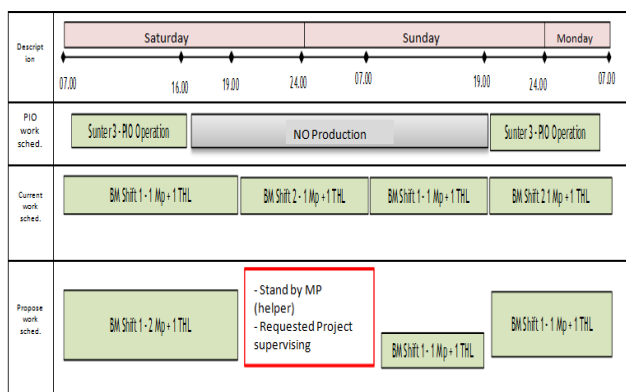 Descript
ion
Saturday
Sunday
Monday
07.00
16.00
19.00
24.00
07.00
19.00
24.00
07.00
PIO
work
sched.
Sunter 3 - PIO Operation
NO Production
Sunter 3 - PIO Operation
Current
work
sched.
BM Shift 1 - 1 Mp + 1 THL
BM Shift 2 - 1 Mp + 1 THL
BM Shift 1 - 1 Mp + 1 THL
BM Shift 2 1 Mp + 1 THL
Propose
work
sched.
BM Shift 1 - 2 Mp + 1 THL
- Stand by MP
(helper)
- Requested Project
supervising
BM Shift 1 - 1 Mp + 1 THL
BM Shift 1 - 1 Mp + 1 THL